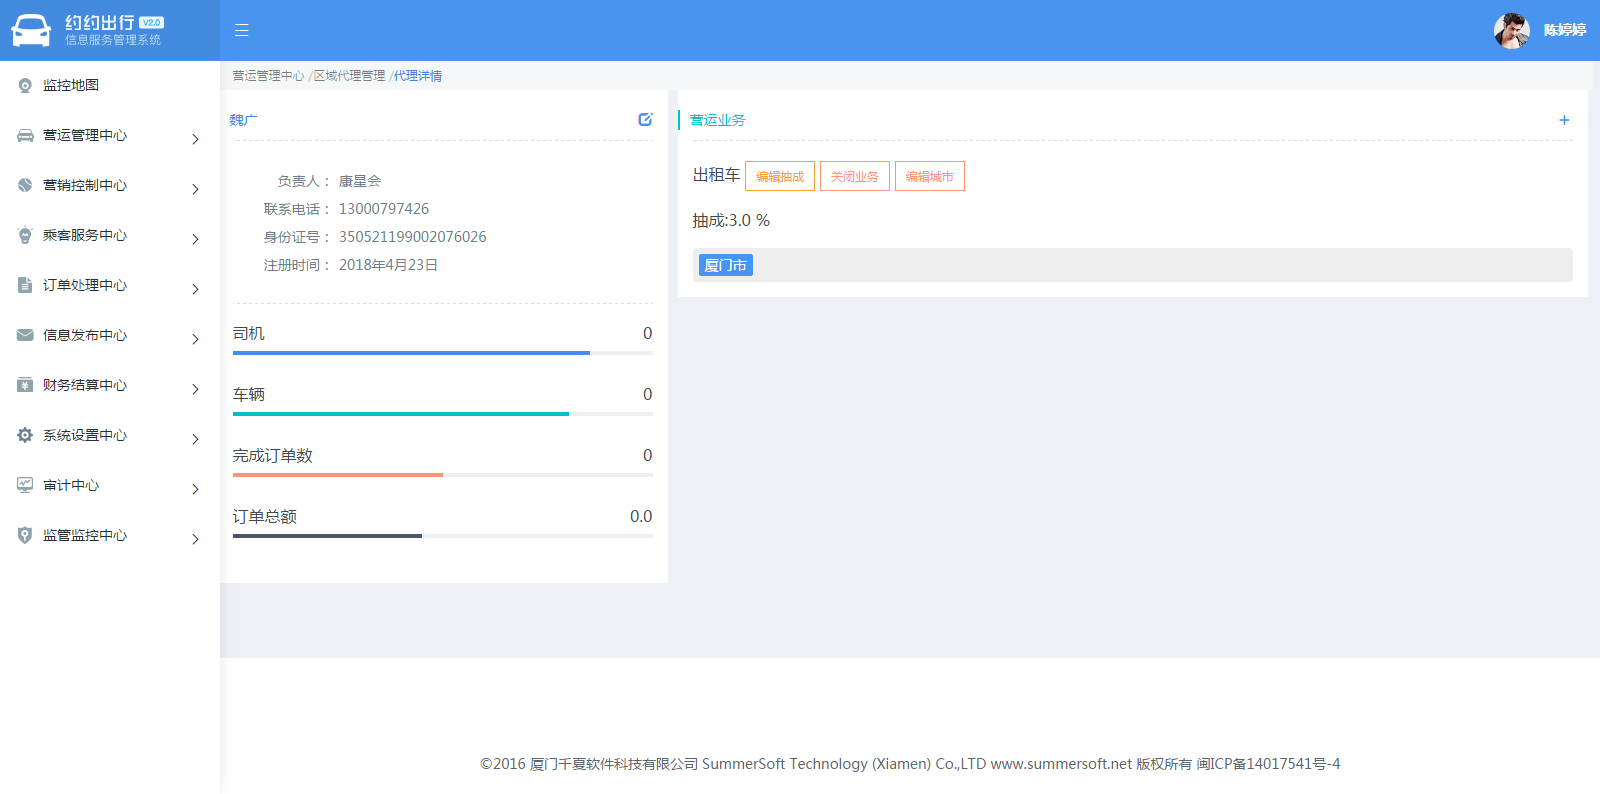 约约出行 V2.0
信息服务管理系统
陈婷婷
监控地图
营运管理中心
营销控制中心
乘客服务中心
订单处理中心
信息发布中心
财务结算中心
系统设置中心
审计中心
监管监控中心
营运管理中心 /区域代理管理 /代理详情
魏广
负责人： 康星会
联系电话： 13000797426
身份证号： 350521199002076026
注册时间： 2018年4月23日
司机 0
车辆 0
完成订单数 0
订单总额 0.0
营运业务 +
出租车 编辑抽成 关闭业务 编辑城市
抽成:3.0 %
厦门市
©2016 厦门千夏软件科技有限公司 SummerSoft Technology (Xiamen) Co.,LTD www.summersoft.net 版权所有 闽ICP备14017541号-4